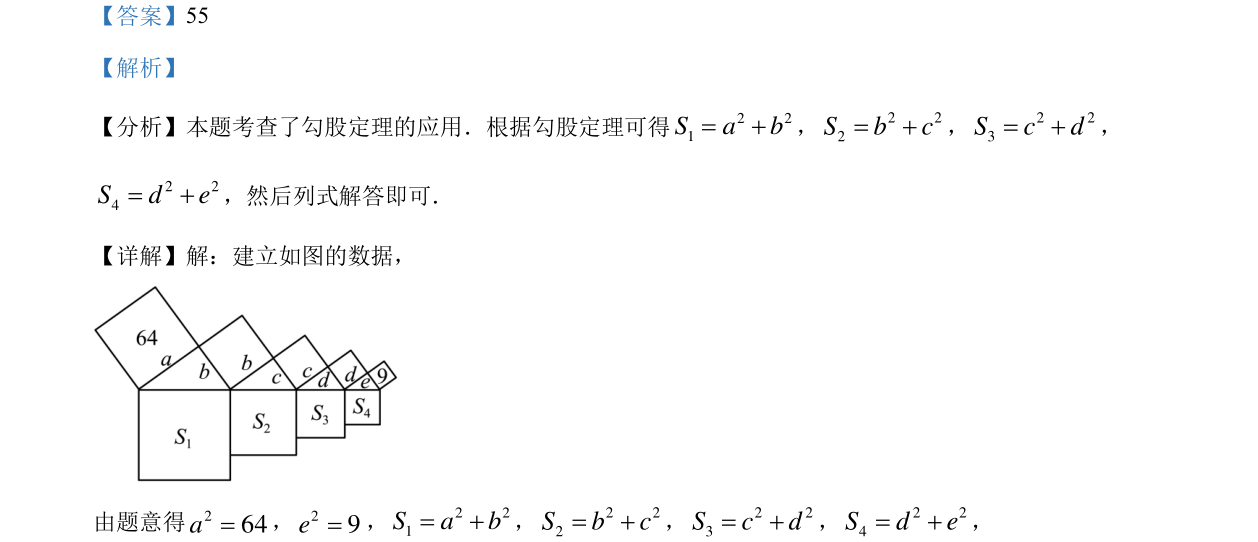 【答案】55
【解析】
【分析】本题考查了勾股定理的应用．根据勾股定理可得 S₁ = a² + b²， S₂ = b² + c²， S₃ = c² + d²，
S₄ = d² + e²，然后列式解答即可．
【详解】解：建立如图的数据，
64
a b b c c d d e 9
S₁ S₂ S₃ S₄
由题意得 a² = 64， e² = 9， S₁ = a² + b²， S₂ = b² + c²， S₃ = c² + d²， S₄ = d² + e²，